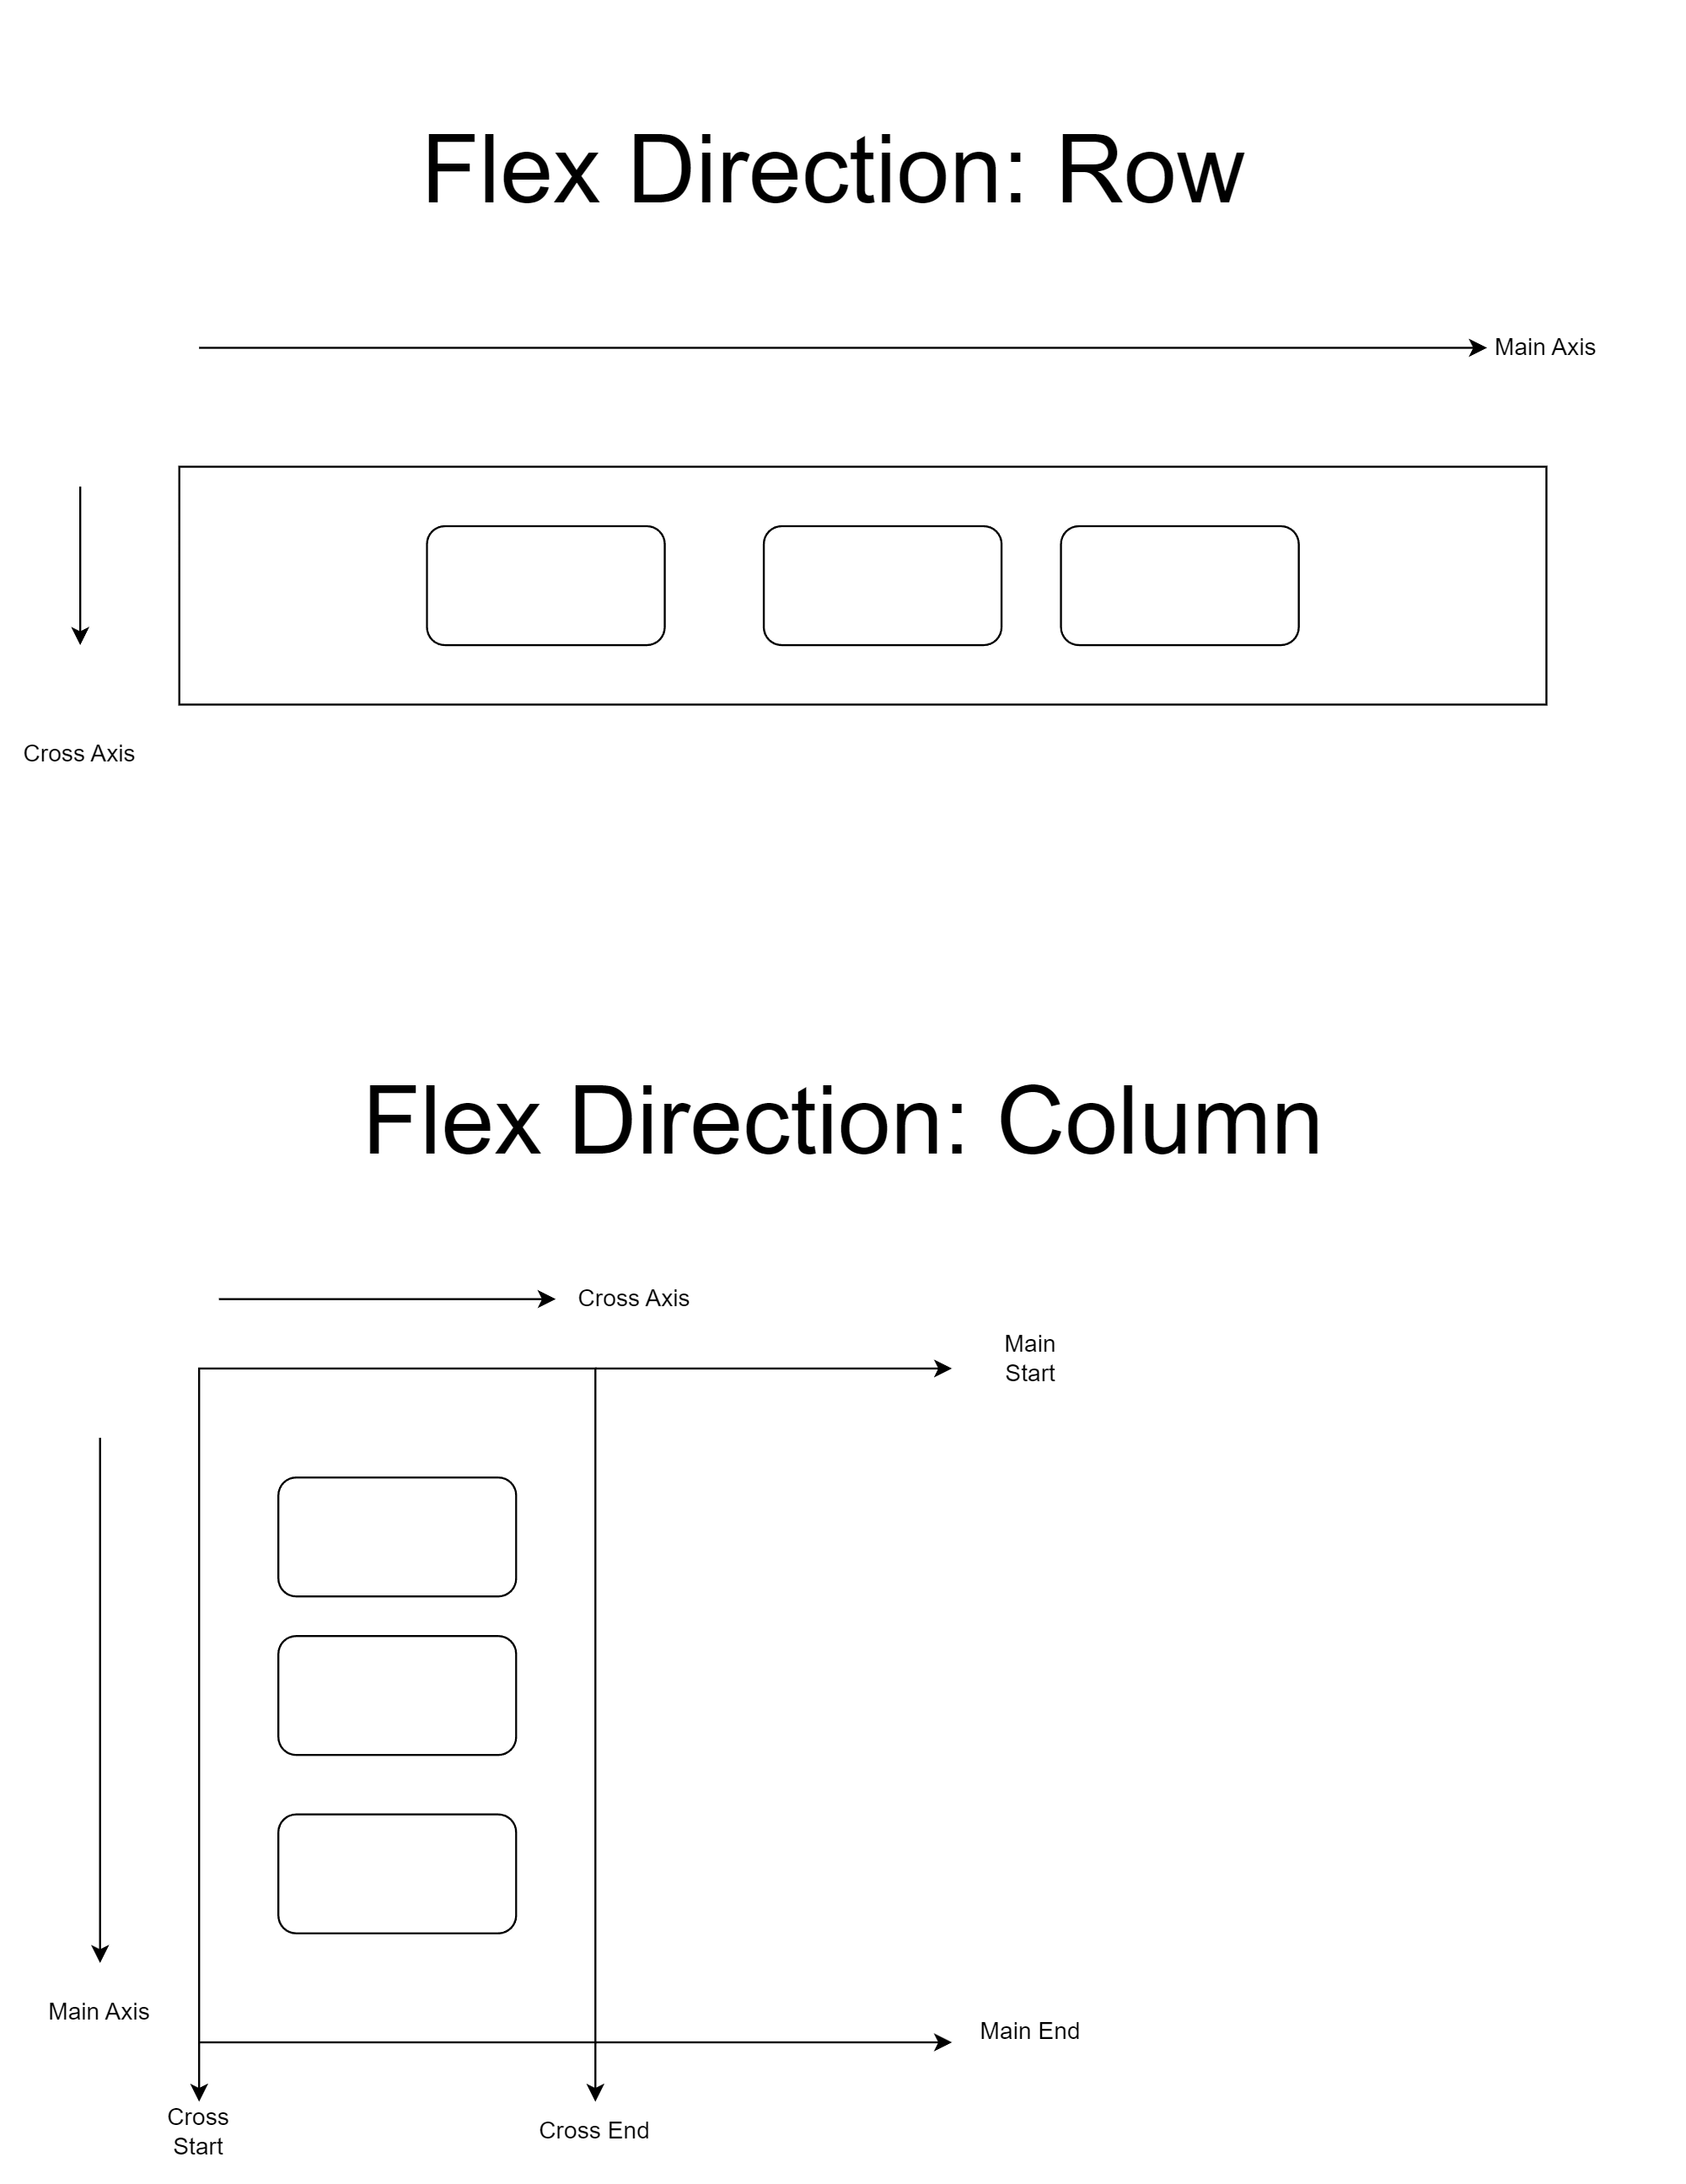 Flex Direction: Row
Main Axis
Cross Axis
Flex Direction: Column
Cross Axis
Main
Start
Main Axis
Main End
Cross
Start
Cross End